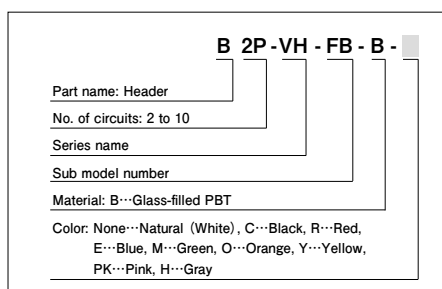 B 2P-VH-FB-B-
Part name: Header
No. of circuits: 2 to 10
Series name
Sub model number
Material: B…Glass-filled PBT
Color: None…Natural (White), C…Black, R…Red,
E…Blue, M…Green, O…Orange, Y…Yellow,
PK…Pink, H…Gray